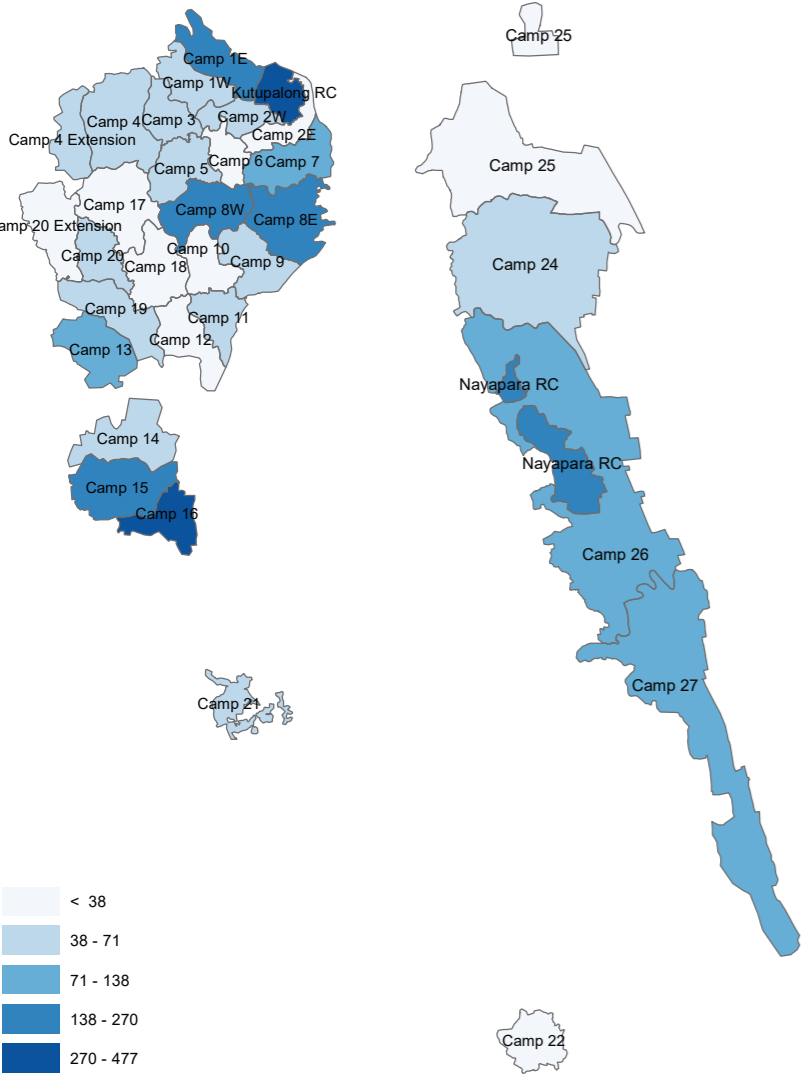 Camp 25
Camp 1E
Camp 1W
Kutupalong RC
Camp 2W
Camp 3
Camp 4
Camp 4 Extension
Camp 2E
Camp 6
Camp 7
Camp 5
Camp 25
Camp 17
Camp 8W
Camp 8E
amp 20 Extension
Camp 10
Camp 20
Camp 18
Camp 9
Camp 24
Camp 19
Camp 11
Camp 12
Camp 13
Nayapara RC
Camp 14
Nayapara RC
Camp 15
Camp 16
Camp 26
Camp 27
Camp 21
< 38
38 - 71
71 - 138
138 - 270
270 - 477
Camp 22